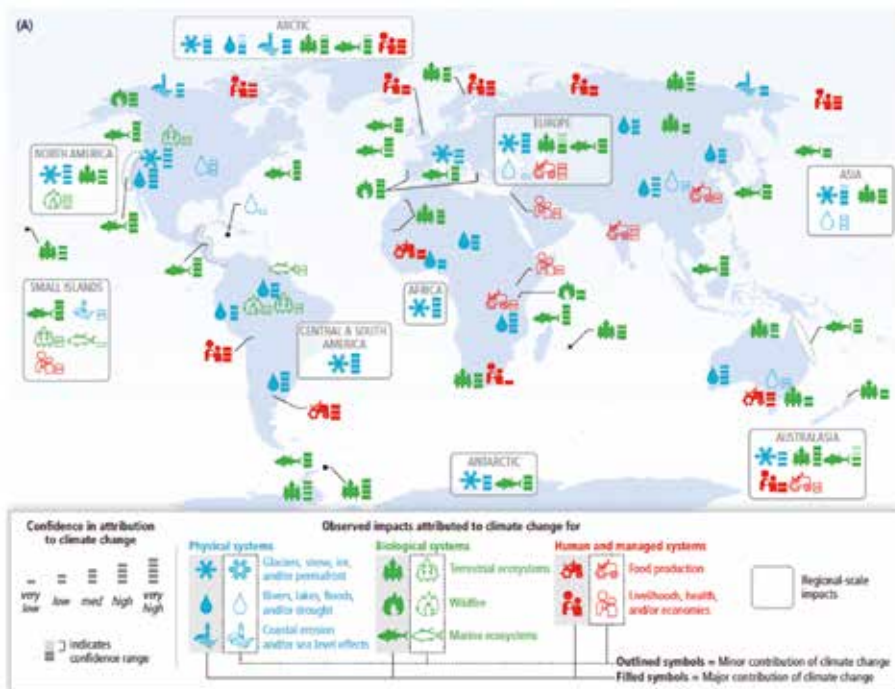 (A)
ARCTIC
NORTH AMERICA
EUROPE
ASIA
SMALL ISLANDS
AFRICA
CENTRAL & SOUTH
AMERICA
ANTARCTIC
AUSTRALASIA
Confidence in attribution
to climate change
very
low
low
med
high
very
high
indicates
confidence range
Observed impacts attributed to climate change for
Physical systems
Glaciers, snow, ice,
and/or permafrost
Rivers, lakes, floods,
and/or drought
Coastal erosion
and/or sea level effects
Biological systems
Terrestrial ecosystems
Wildfire
Marine ecosystems
Human and managed systems
Food production
Livelihoods, health,
and/or economies
Regional-scale
impacts
Outlined symbols = Minor contribution of climate change
Filled symbols = Major contribution of climate change